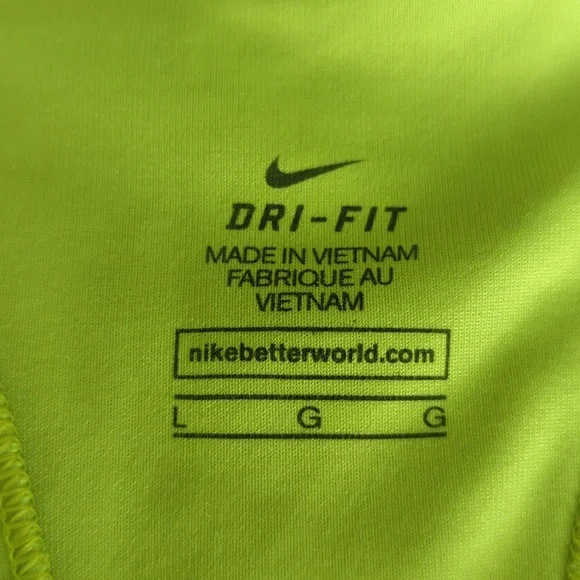 DRI-FIT
MADE IN VIETNAM
FABRIQUE AU
VIETNAM
nikebetterworld.com
L G G